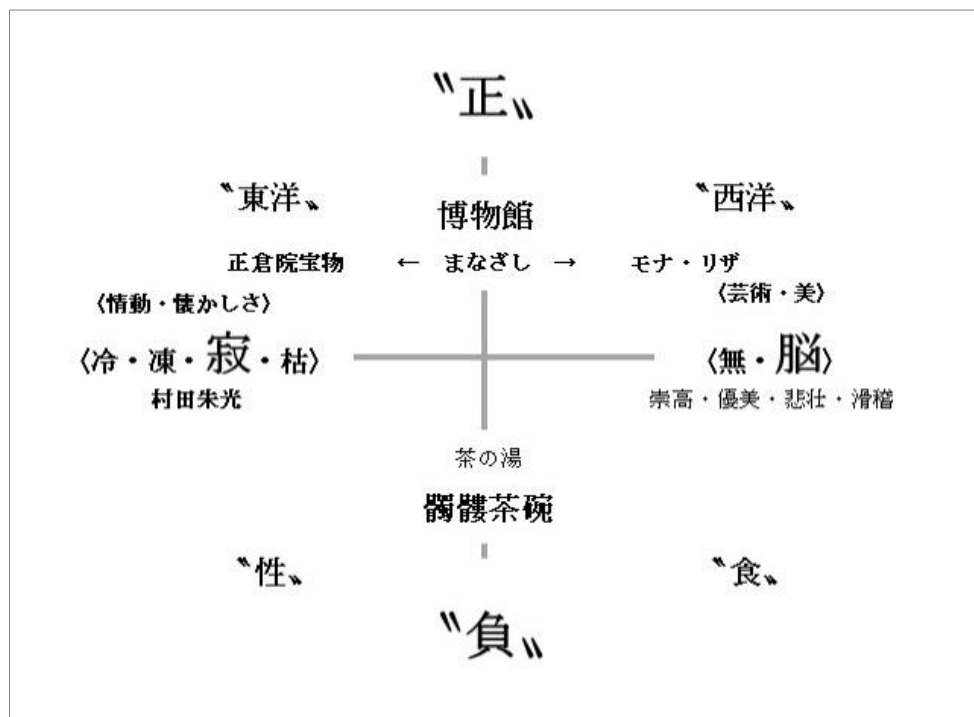 〝正〟
〝東洋〟 博物館 〝西洋〟
正倉院宝物 ← まなざし → モナ・リザ
〈情動・懐かしさ〉 〈芸術・美〉
〈冷・凍・寂・枯〉 〈無・脳〉
村田朱光 崇高・優美・悲壮・滑稽
茶の湯
髑髏茶碗
〝性〟 〝食〟
〝負〟